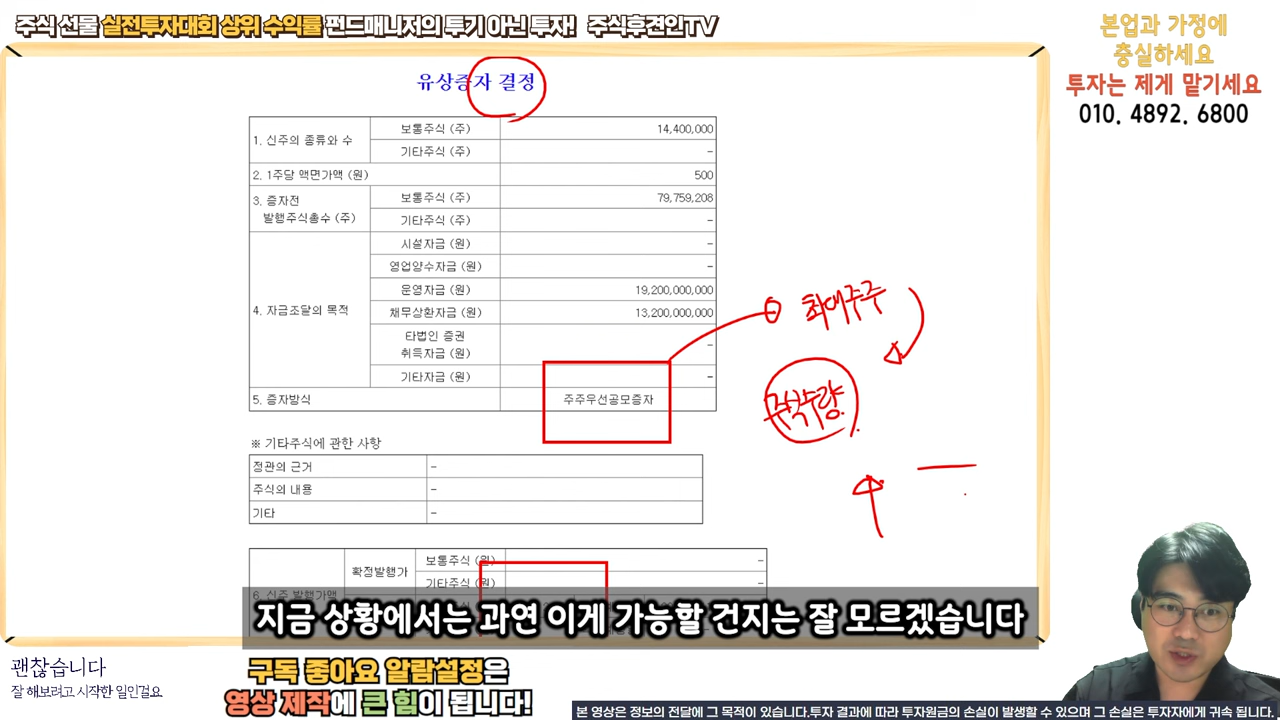 주식 선물 실전투자대회 상위 수익률 펀드매니저의 투기 아닌 투자! 주식후견인TV
본업과 가정에
충실하세요
투자는 제게 맡기세요
010. 4892. 6800
유상증자 결정
1. 신주의 종류와 수
보통주식 (주) 14,400,000
기타주식 (주) -
2. 1주당 액면가액 (원) 500
3. 증자전
발행주식총수 (주)
보통주식 (주) 79,759,208
기타주식 (주) -
4. 자금조달의 목적
시설자금 (원) -
영업양수자금 (원) -
운영자금 (원) 19,200,000,000
채무상환자금 (원) 13,200,000,000
타법인 증권
취득자금 (원) -
기타자금 (원) -
5. 증자방식 주주우선공모증자
최대주주
주식수량
※ 기타주식에 관한 사항
정관의 근거 -
주식의 내용 -
기타 -
6. 신주 발행가액
확정발행가
보통주식 (원) -
기타주식 (원) -
지금 상황에서는 과연 이게 가능할 건지는 잘 모르겠습니다
괜찮습니다
잘 해보려고 시작한 일인걸요
구독 좋아요 알람설정은
영상 제작에 큰 힘이 됩니다!
본 영상은 정보의 전달에 그 목적이 있습니다.투자 결과에 따라 투자원금의 손실이 발생할 수 있으며 그 손실은 투자자에게 귀속 됩니다.